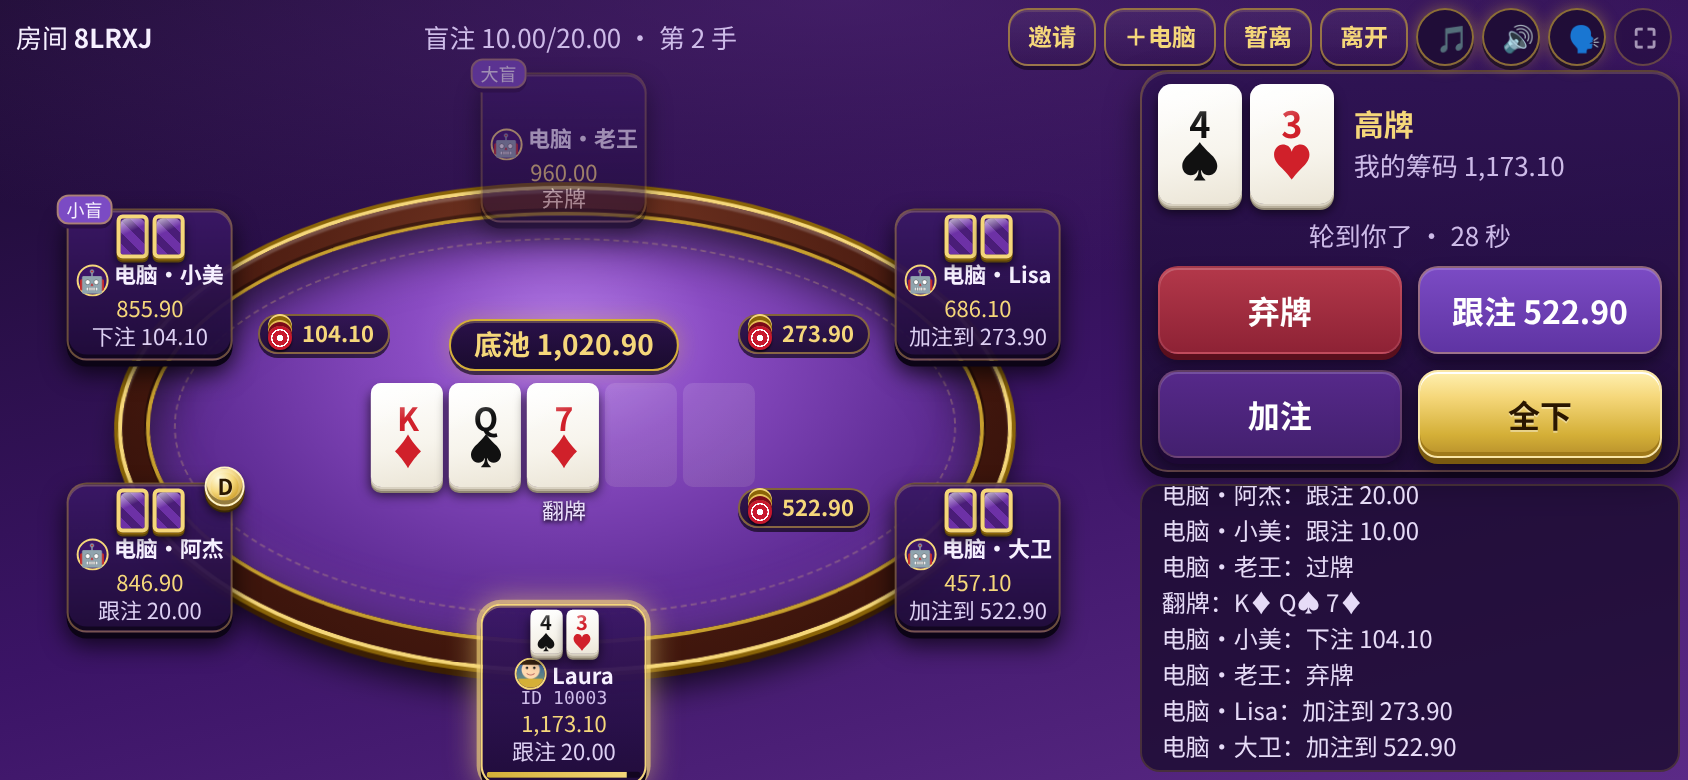 房间 8LRXJ
盲注 10.00/20.00 · 第 2 手
邀请
＋电脑
暂离
离开
大盲
电脑·老王
960.00
弃牌
小盲
电脑·小美
855.90
下注 104.10
电脑·Lisa
686.10
加注到 273.90
104.10
底池 1,020.90
273.90
K
Q
7
翻牌
522.90
D
电脑·阿杰
846.90
跟注 20.00
电脑·大卫
457.10
加注到 522.90
4
3
Laura
ID 10003
1,173.10
跟注 20.00
4
3
高牌
我的筹码 1,173.10
轮到你了 · 28 秒
弃牌
跟注 522.90
加注
全下
电脑·阿杰：跟注 20.00
电脑·小美：跟注 10.00
电脑·老王：过牌
翻牌：K♦ Q♠ 7♦
电脑·小美：下注 104.10
电脑·老王：弃牌
电脑·Lisa：加注到 273.90
电脑·大卫：加注到 522.90